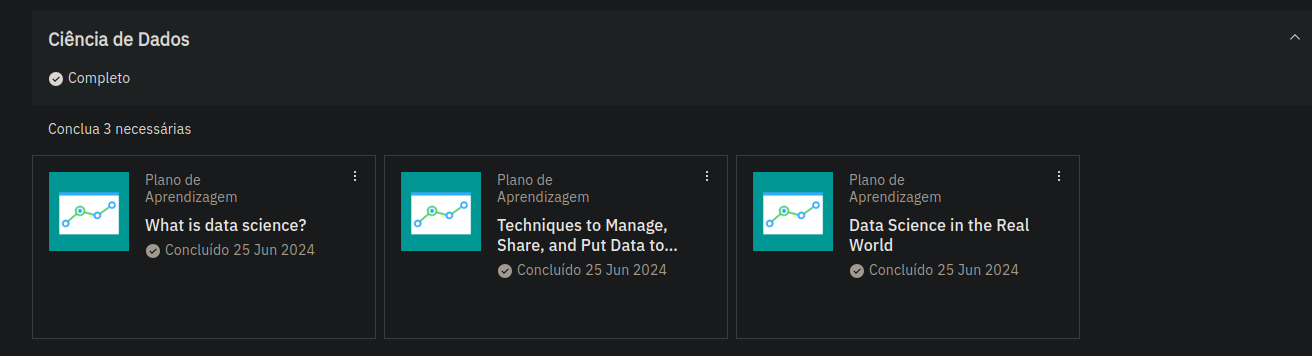 Ciência de Dados
Completo
Conclua 3 necessárias
Plano de
Aprendizagem
What is data science?
Concluído 25 Jun 2024
Plano de
Aprendizagem
Techniques to Manage,
Share, and Put Data to...
Concluído 25 Jun 2024
Plano de
Aprendizagem
Data Science in the Real
World
Concluído 25 Jun 2024